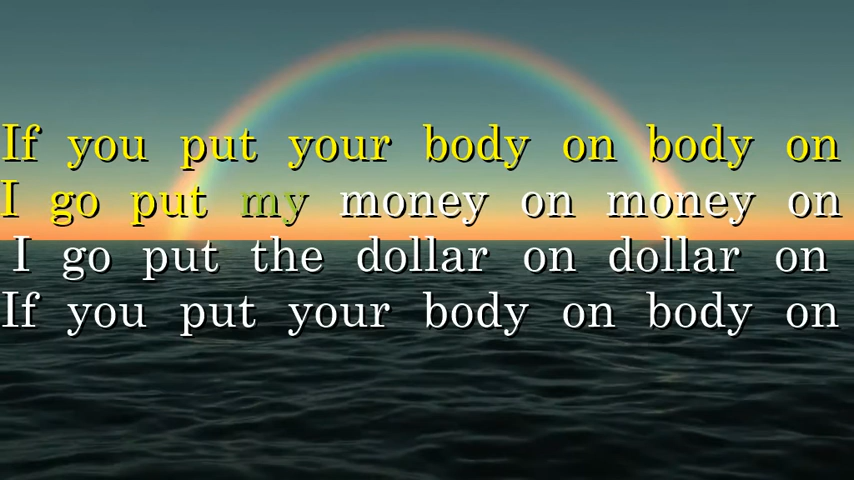 If you put your body on body on
I go put my money on money on
I go put the dollar on dollar on
If you put your body on body on